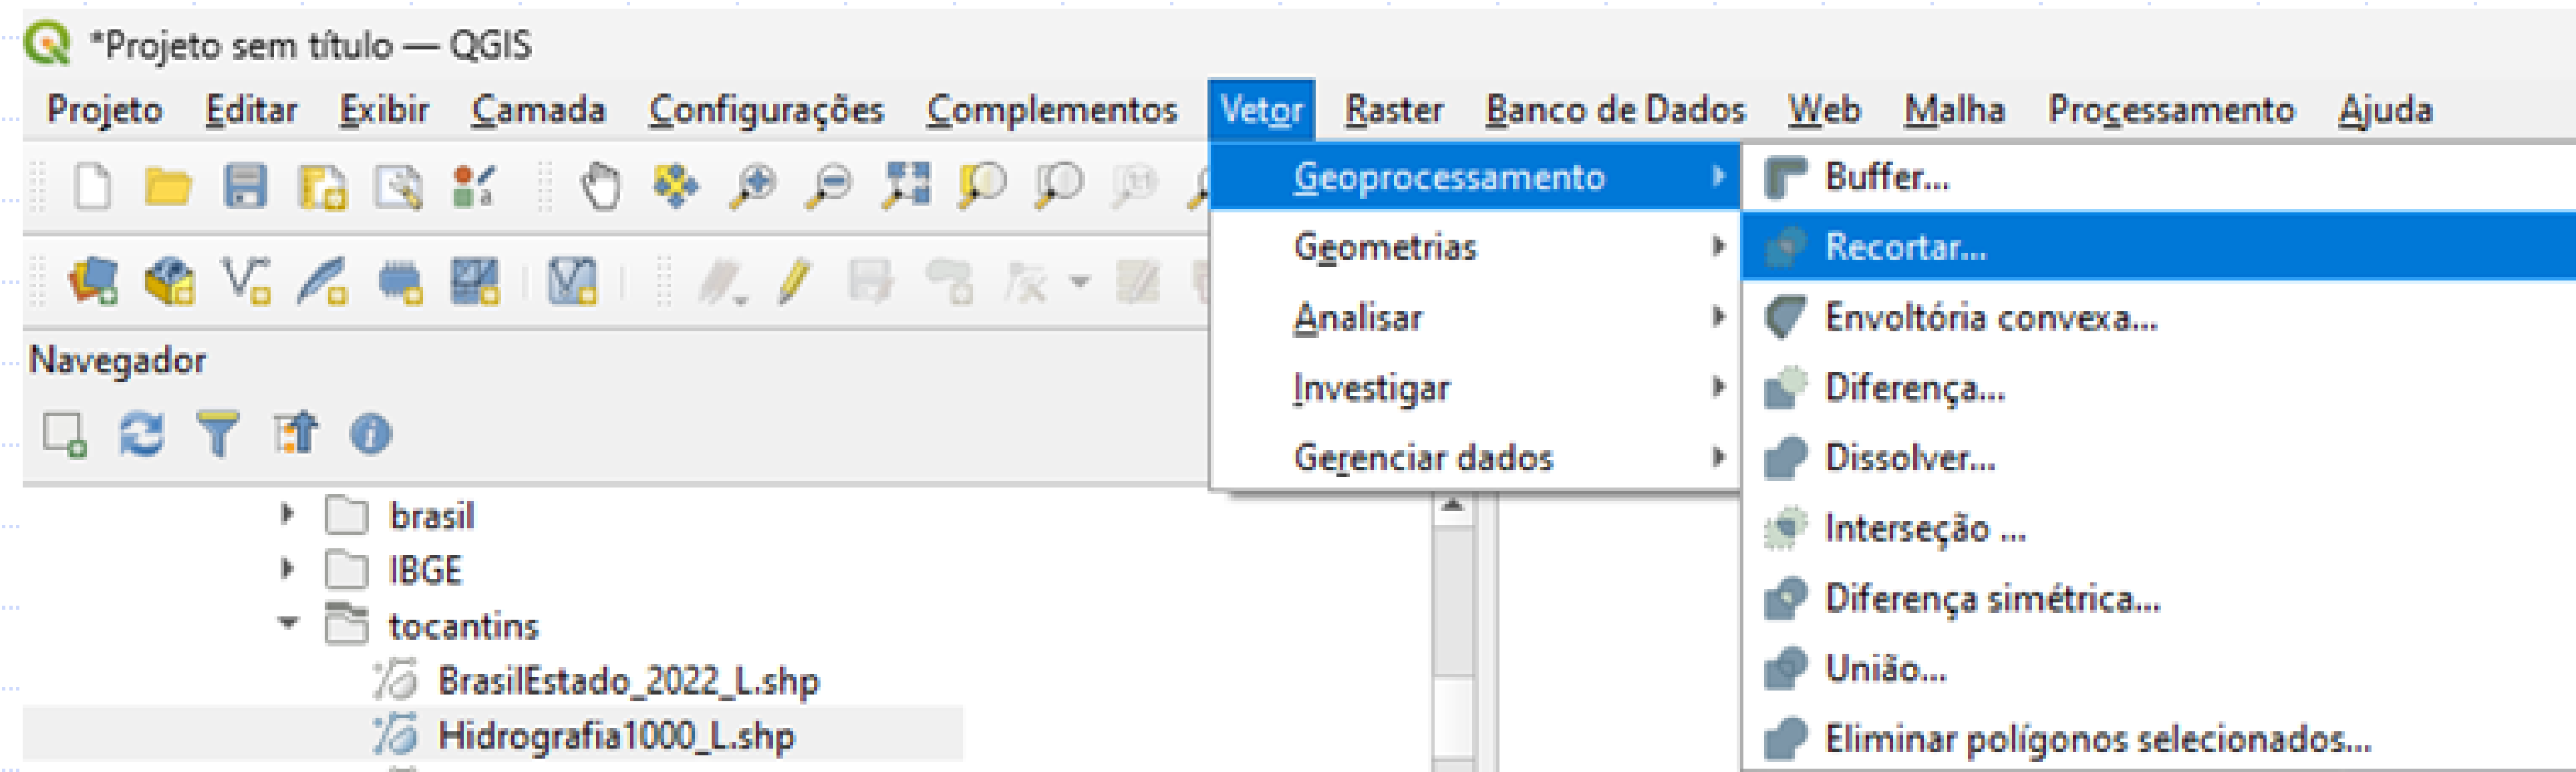 *Projeto sem título — QGIS
Projeto Editar Exibir Camada Configurações Complementos Vetor Raster Banco de Dados Web Malha Processamento Ajuda
Geoprocessamento
Geometrias
Analisar
Investigar
Gerenciar dados
Buffer...
Recortar...
Envoltória convexa...
Diferença...
Dissolver...
Interseção ...
Diferença simétrica...
União...
Eliminar polígonos selecionados...
Navegador
brasil
IBGE
tocantins
BrasilEstado_2022_L.shp
Hidrografia1000_L.shp